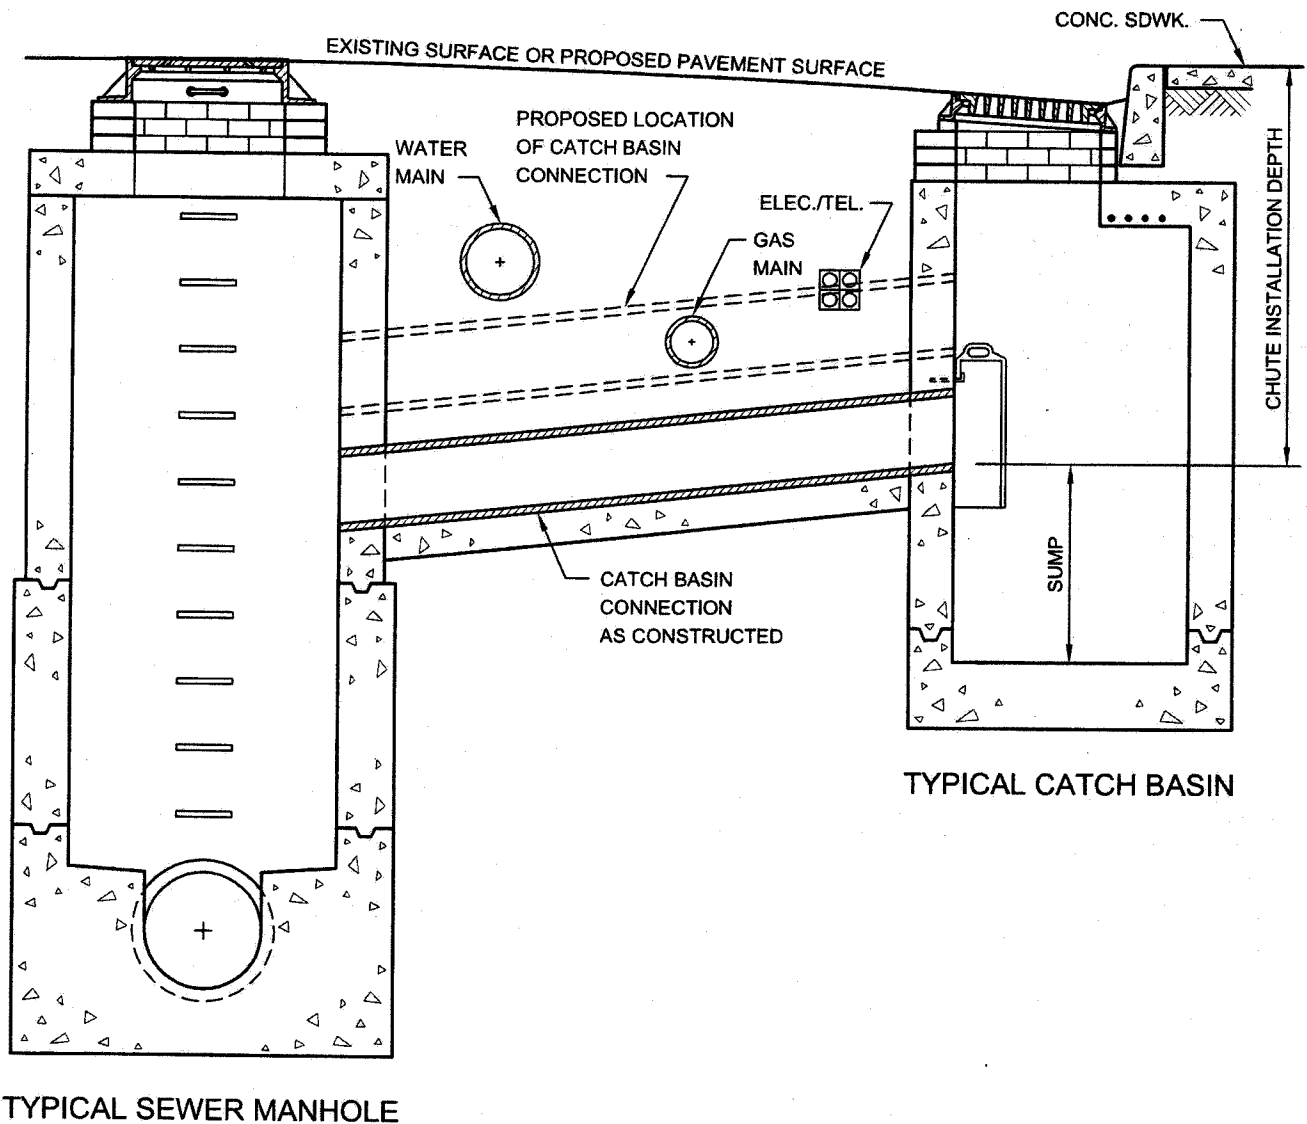 CONC. SDWK.
EXISTING SURFACE OR PROPOSED PAVEMENT SURFACE
PROPOSED LOCATION
OF CATCH BASIN
CONNECTION
WATER
MAIN
ELEC./TEL.
GAS
MAIN
CHUTE INSTALLATION DEPTH
SUMP
CATCH BASIN
CONNECTION
AS CONSTRUCTED
TYPICAL CATCH BASIN
TYPICAL SEWER MANHOLE